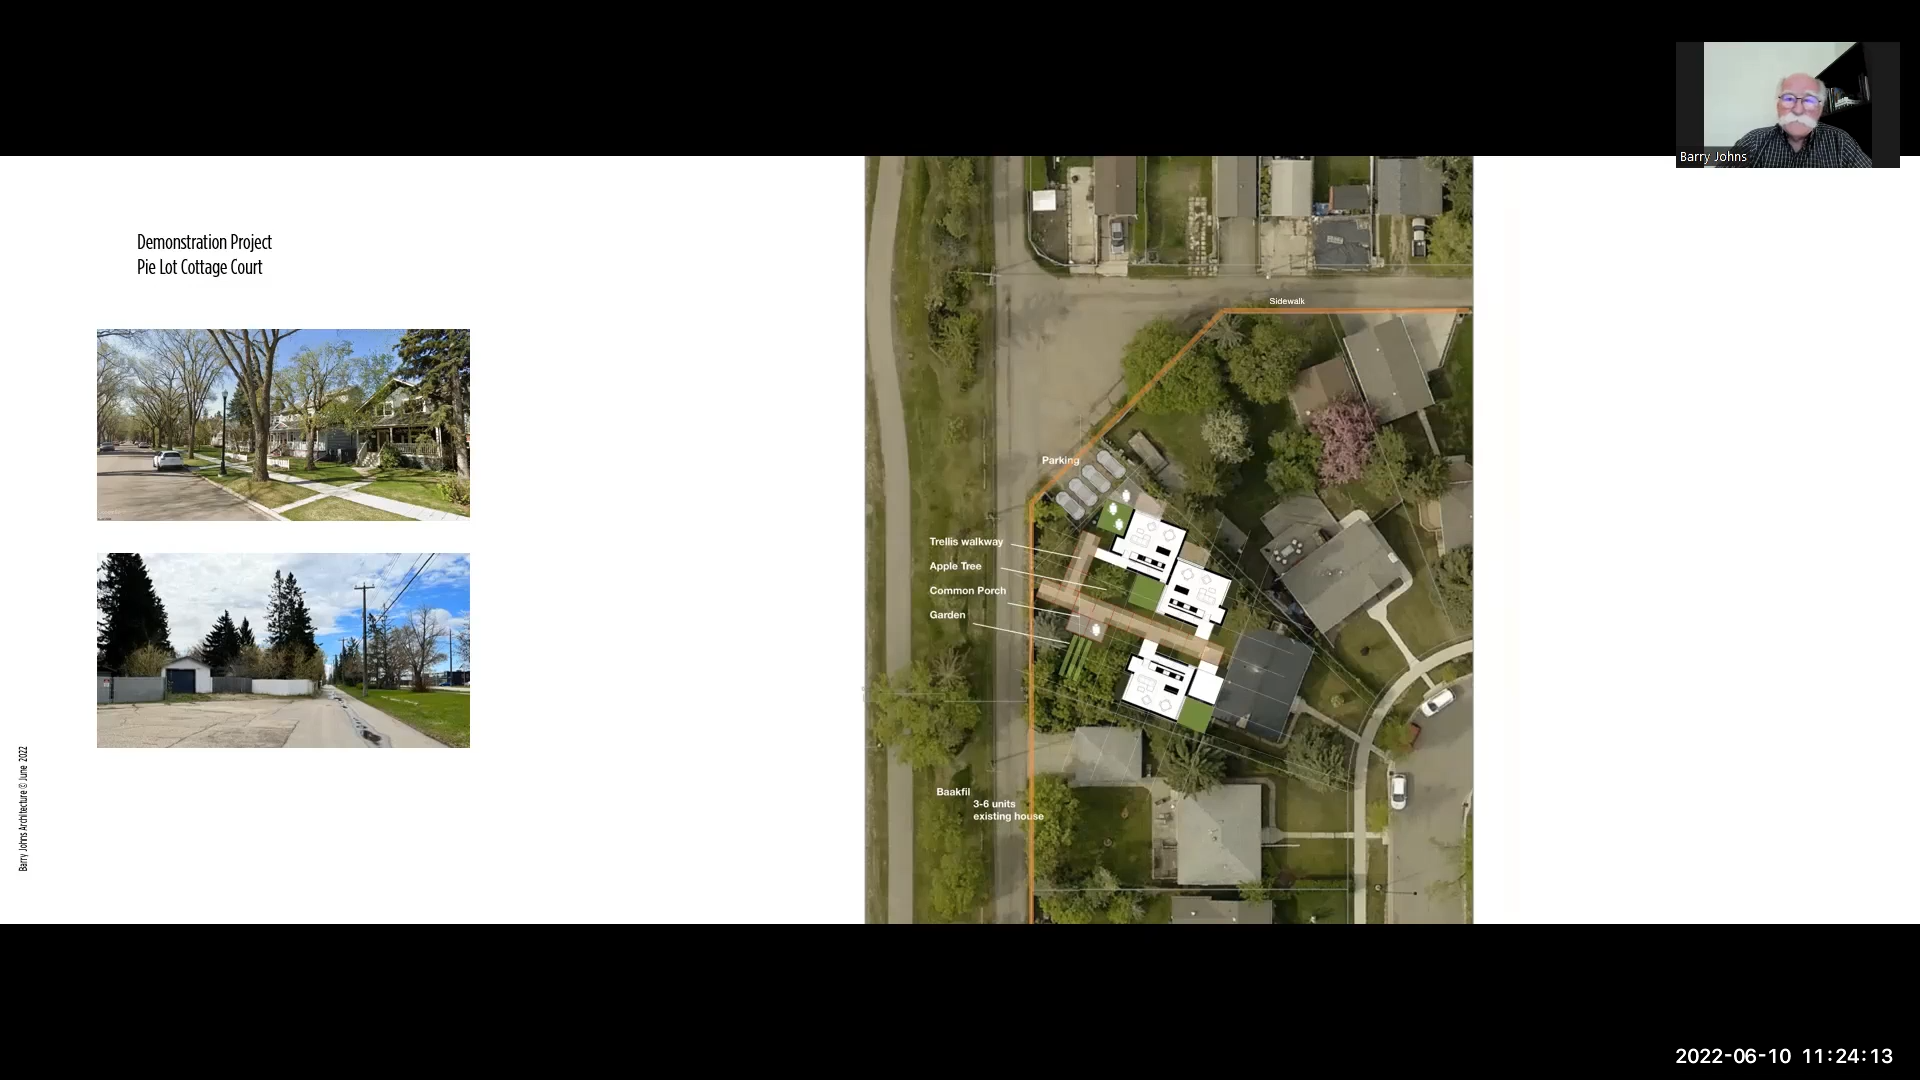 Barry Johns
Demonstration Project
Pie Lot Cottage Court
Sidewalk
Parking
Trellis walkway
Apple Tree
Common Porch
Garden
Baakfil
3-6 units
existing house
Barry Johns Architecture © June 2022
2022-06-10 11:24:13